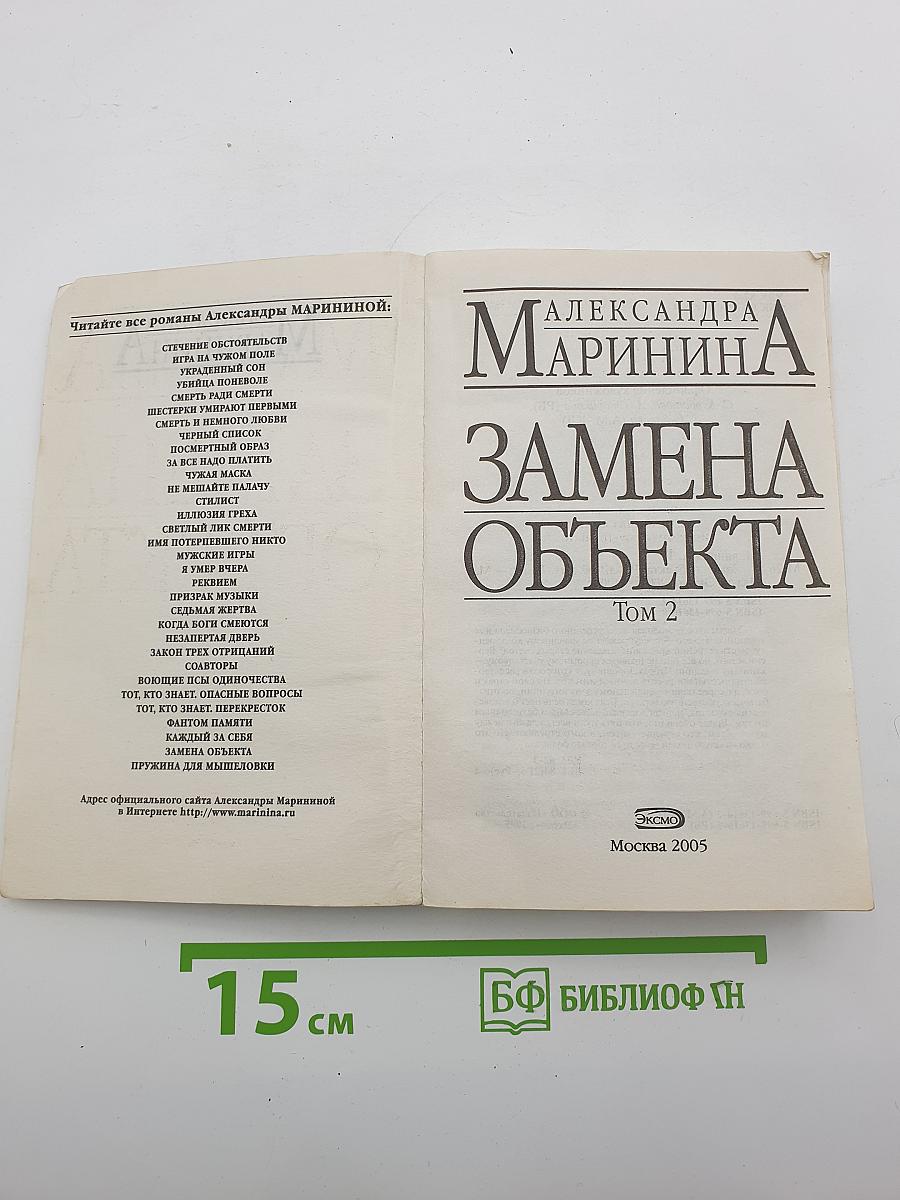 Читайте все романы Александры МАРИНИНОЙ:
СТЕЧЕНИЕ ОБСТОЯТЕЛЬСТВ
ИГРА НА ЧУЖОМ ПОЛЕ
УКРАДЕННЫЙ СОН
УБИЙЦА ПОНЕВОЛЕ
СМЕРТЬ РАДИ СМЕРТИ
ШЕСТЕРКИ УМИРАЮТ ПЕРВЫМИ
СМЕРТЬ И НЕМНОГО ЛЮБВИ
ЧЕРНЫЙ СПИСОК
ПОСМЕРТНЫЙ ОБРАЗ
ЗА ВСЕ НАДО ПЛАТИТЬ
ЧУЖАЯ МАСКА
НЕ МЕШАЙТЕ ПАЛАЧУ
СТИЛИСТ
ИЛЛЮЗИЯ ГРЕХА
СВЕТЛЫЙ ЛИК СМЕРТИ
ИМЯ ПОТЕРПЕВШЕГО НИКТО
МУЖСКИЕ ИГРЫ
Я УМЕР ВЧЕРА
РЕКВИЕМ
ПРИЗРАК МУЗЫКИ
СЕДЬМАЯ ЖЕРТВА
КОГДА БОГИ СМЕЮТСЯ
НЕЗАПЕРТАЯ ДВЕРЬ
ЗАКОН ТРЕХ ОТРИЦАНИЙ
СОАВТОРЫ
ВОЮЩИЕ ПСЫ ОДИНОЧЕСТВА
ТОТ, КТО ЗНАЕТ. ОПАСНЫЕ ВОПРОСЫ
ТОТ, КТО ЗНАЕТ. ПЕРЕКРЕСТОК
ФАНТОМ ПАМЯТИ
КАЖДЫЙ ЗА СЕБЯ
ЗАМЕНА ОБЪЕКТА
ПРУЖИНА ДЛЯ МЫШЕЛОВКИ
Адрес официального сайта Александры Марининой
в Интернете http://www.marinina.ru
АЛЕКСАНДРА
МАРИНИНА
ЗАМЕНА
ОБЪЕКТА
Том 2
ЭКСМО
Москва 2005
15 см
БФ БИБЛИОФ